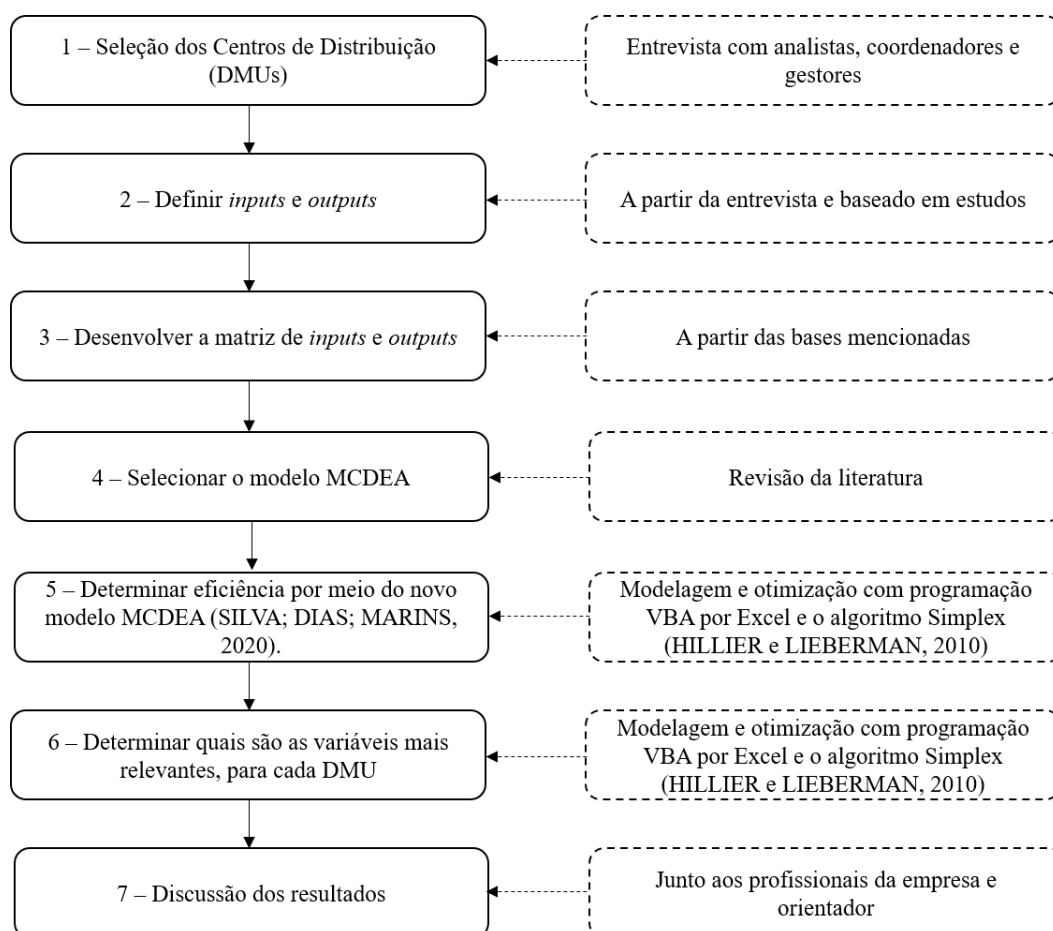 1 – Seleção dos Centros de Distribuição
(DMUs)
Entrevista com analistas, coordenadores e
gestores
2 – Definir inputs e outputs
A partir da entrevista e baseado em estudos
3 – Desenvolver a matriz de inputs e outputs
A partir das bases mencionadas
4 – Selecionar o modelo MCDEA
Revisão da literatura
5 – Determinar eficiência por meio do novo
modelo MCDEA (SILVA; DIAS; MARINS,
2020).
Modelagem e otimização com programação
VBA por Excel e o algoritmo Simplex
(HILLIER e LIEBERMAN, 2010)
6 – Determinar quais são as variáveis mais
relevantes, para cada DMU
Modelagem e otimização com programação
VBA por Excel e o algoritmo Simplex
(HILLIER e LIEBERMAN, 2010)
7 – Discussão dos resultados
Junto aos profissionais da empresa e
orientador